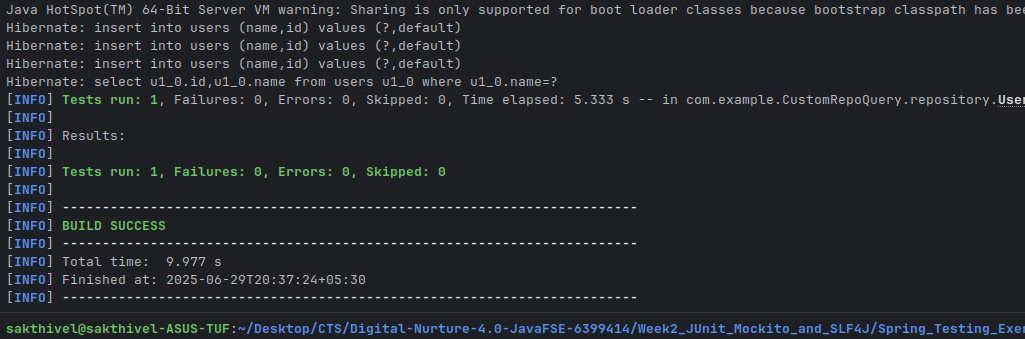 Java HotSpot(TM) 64-Bit Server VM warning: Sharing is only supported for boot loader classes because bootstrap classpath has bee
Hibernate: insert into users (name,id) values (?,default)
Hibernate: insert into users (name,id) values (?,default)
Hibernate: insert into users (name,id) values (?,default)
Hibernate: select u1_0.id,u1_0.name from users u1_0 where u1_0.name=?
[INFO] Tests run: 1, Failures: 0, Errors: 0, Skipped: 0, Time elapsed: 5.333 s -- in com.example.CustomRepoQuery.repository.User
[INFO]
[INFO] Results:
[INFO]
[INFO] Tests run: 1, Failures: 0, Errors: 0, Skipped: 0
[INFO]
[INFO] ------------------------------------------------------------------------
[INFO] BUILD SUCCESS
[INFO] ------------------------------------------------------------------------
[INFO] Total time:  9.977 s
[INFO] Finished at: 2025-06-29T20:37:24+05:30
[INFO] ------------------------------------------------------------------------
sakthivel@sakthivel-ASUS-TUF:~/Desktop/CTS/Digital-Nurture-4.0-JavaFSE-6399414/Week2_JUnit_Mockito_and_SLF4J/Spring_Testing_Exer